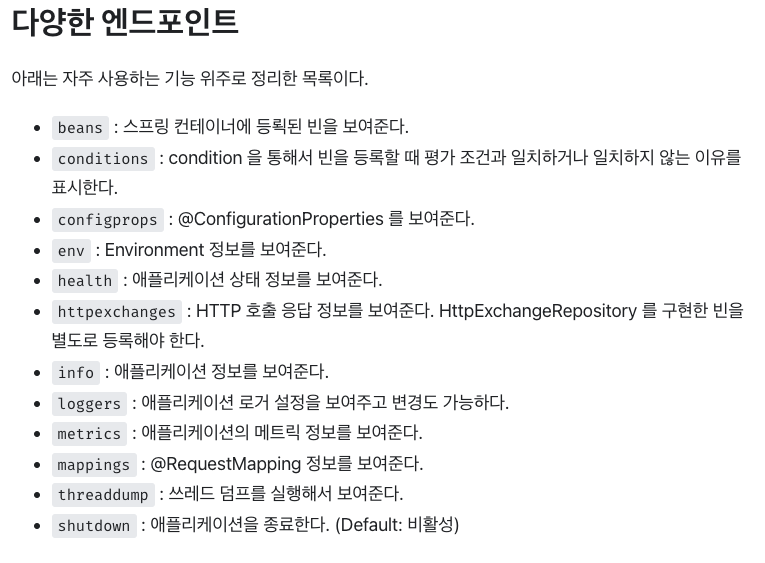 다양한 엔드포인트
아래는 자주 사용하는 기능 위주로 정리한 목록이다.
• beans : 스프링 컨테이너에 등룍된 빈을 보여준다.
• conditions : condition 을 통해서 빈을 등록할 때 평가 조건과 일치하거나 일치하지 않는 이유를
표시한다.
• configprops : @ConfigurationProperties 를 보여준다.
• env : Environment 정보를 보여준다.
• health : 애플리케이션 상태 정보를 보여준다.
• httpexchanges : HTTP 호출 응답 정보를 보여준다. HttpExchangeRepository 를 구현한 빈을
별도로 등록해야 한다.
• info : 애플리케이션 정보를 보여준다.
• loggers : 애플리케이션 로거 설정을 보여주고 변경도 가능하다.
• metrics : 애플리케이션의 메트릭 정보를 보여준다.
• mappings : @RequestMapping 정보를 보여준다.
• threaddump : 쓰레드 덤프를 실행해서 보여준다.
• shutdown : 애플리케이션을 종료한다. (Default: 비활성)